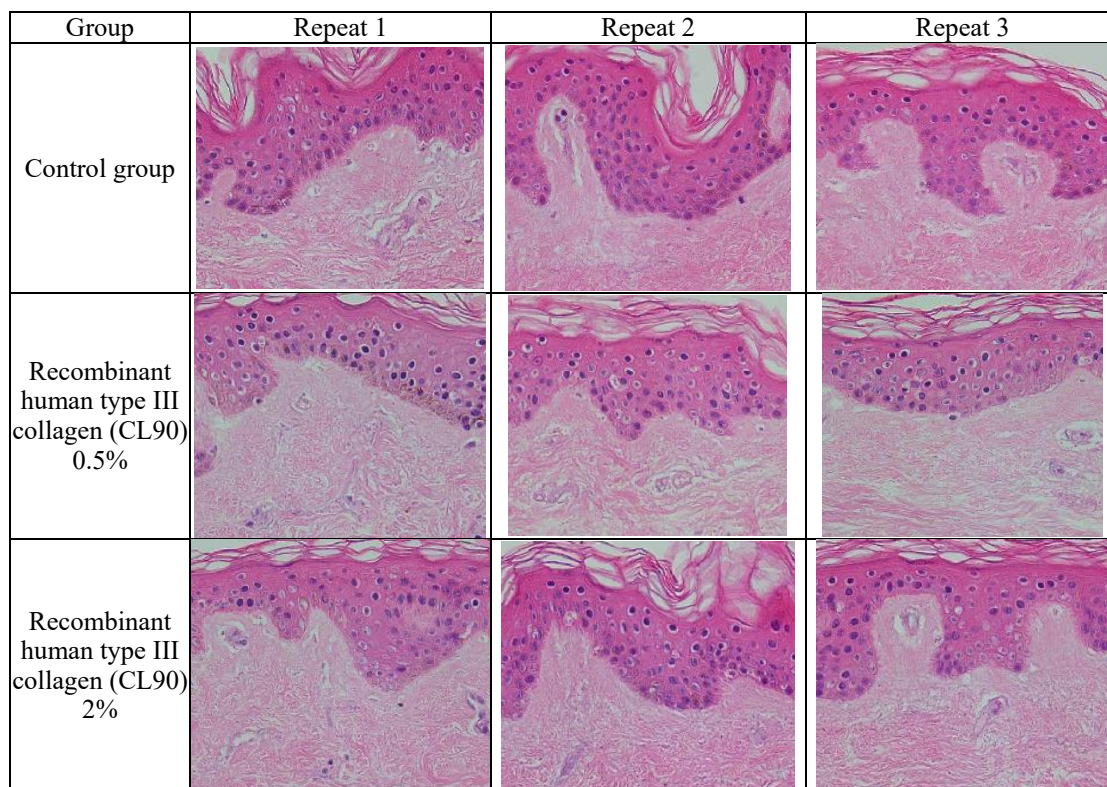 Group
Repeat 1
Repeat 2
Repeat 3
Control group
Recombinant
human type III
collagen (CL90)
0.5%
Recombinant
human type III
collagen (CL90)
2%